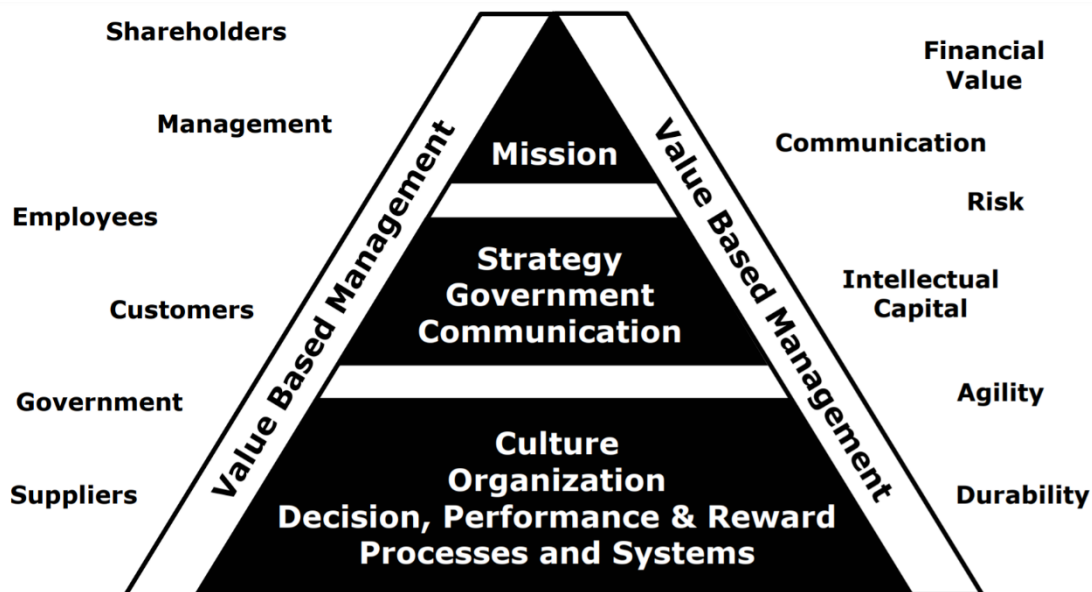 Shareholders
Management
Employees
Customers
Government
Suppliers
Value Based Management
Mission
Strategy
Government
Communication
Culture
Organization
Decision, Performance & Reward
Processes and Systems
Value Based Management
Financial
Value
Communication
Risk
Intellectual
Capital
Agility
Durability